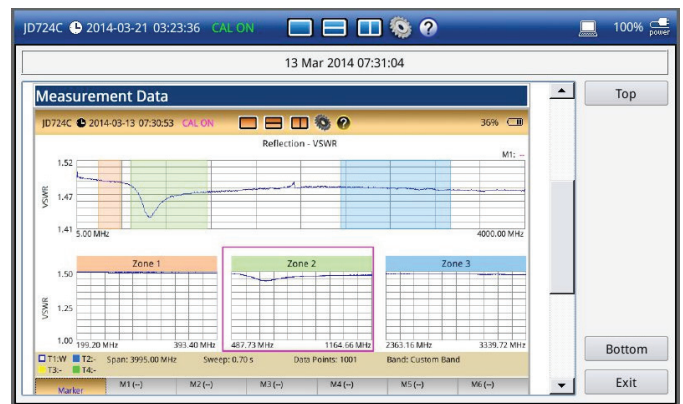 JD724C 2014-03-21 03:23:36 CAL ON 100% power
13 Mar 2014 07:31:04
Measurement Data
Top
JD724C 2014-03-13 07:30:53 CAL ON 36%
Reflection - VSWR
M1: --
1.52
VSWR
1.47
1.41
5.00 MHz 4000.00 MHz
Zone 1 Zone 2 Zone 3
1.50
VSWR
1.25
1.00
199.20 MHz 393.40 MHz 487.73 MHz 1164.66 MHz 2363.16 MHz 3339.72 MHz
T1:W T2:- Span: 3995.00 MHz Sweep: 0.70 s Data Points: 1001 Band: Custom Band
T3:- T4:-
Bottom
Marker M1 (--) M2 (--) M3 (--) M4 (--) M5 (--) M6 (--)
Exit